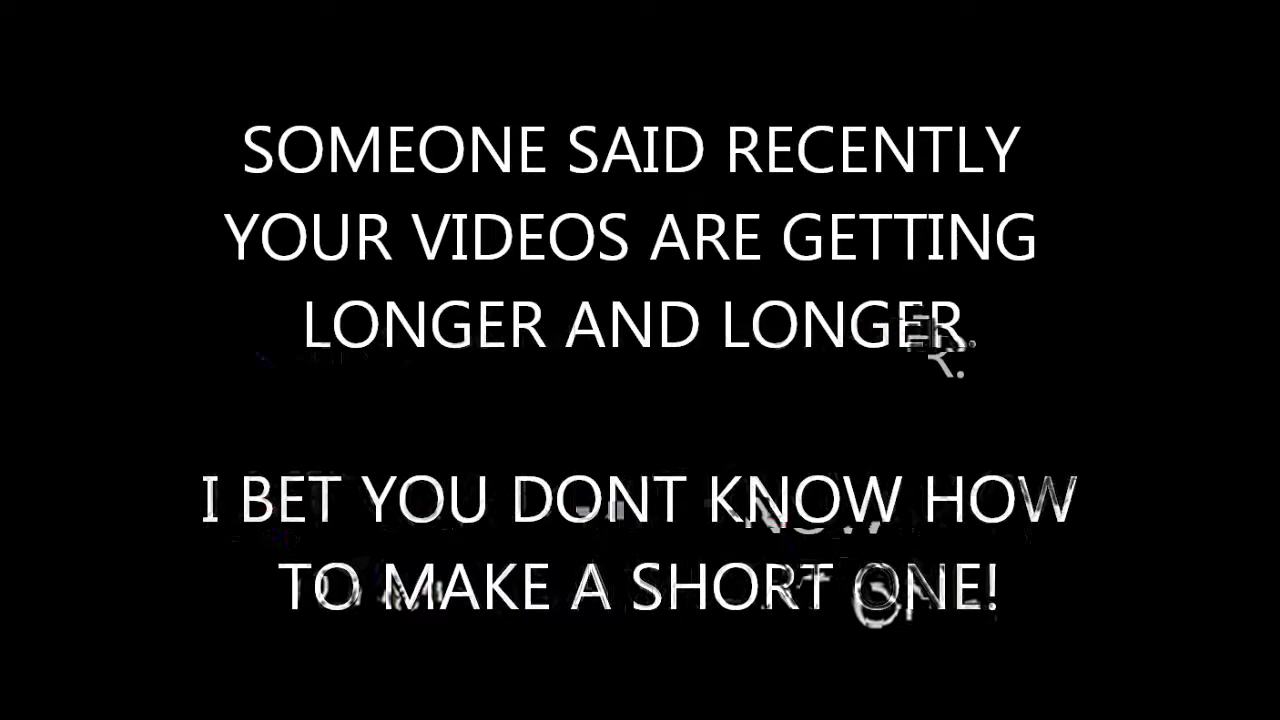 SOMEONE SAID RECENTLY
YOUR VIDEOS ARE GETTING
LONGER AND LONGER.
I BET YOU DONT KNOW HOW
TO MAKE A SHORT ONE!